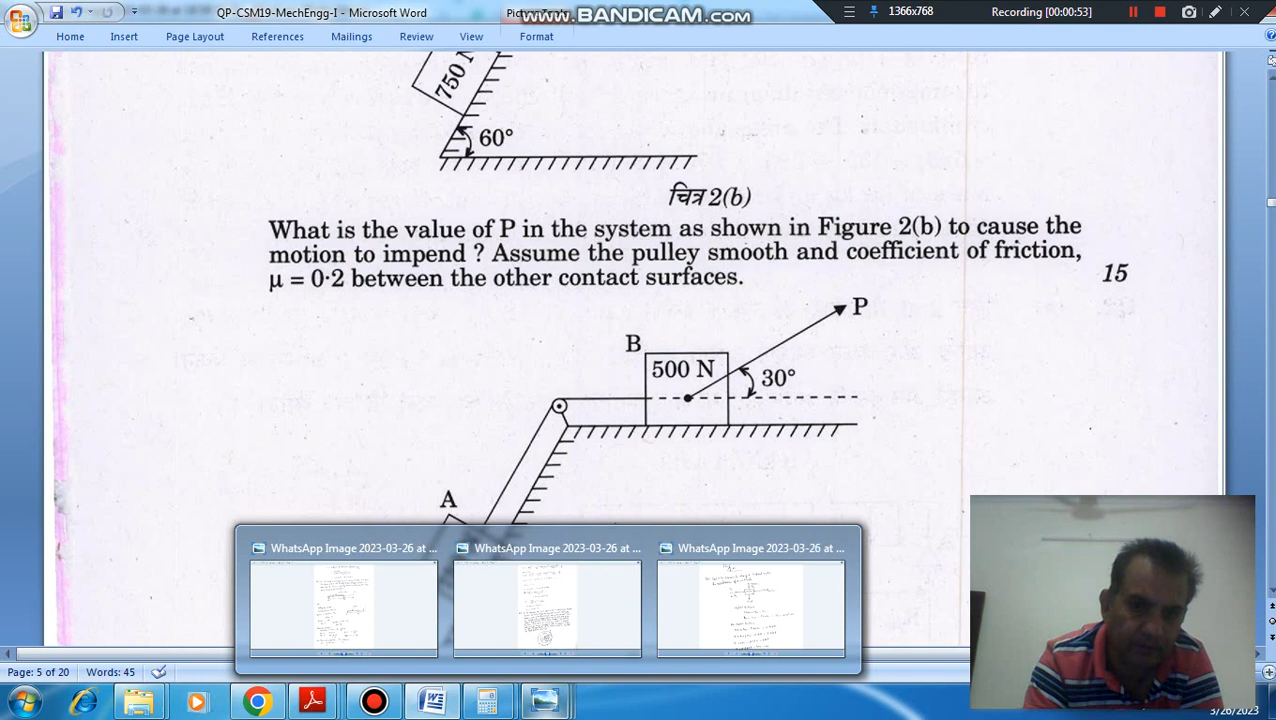 QP-CSM19-MechEngg-I - Microsoft Word
www.BANDICAM.com
1366x768
Recording [00:00:53]
Home
Insert
Page Layout
References
Mailings
Review
View
Format
750 N
60°
चित्र 2(b)
What is the value of P in the system as shown in Figure 2(b) to cause the
motion to impend ? Assume the pulley smooth and coefficient of friction,
μ = 0·2 between the other contact surfaces.
15
P
B
500 N
30°
A
WhatsApp Image 2023-03-26 at ...
WhatsApp Image 2023-03-26 at ...
WhatsApp Image 2023-03-26 at ...
Page: 5 of 20
Words: 45
3/26/2023